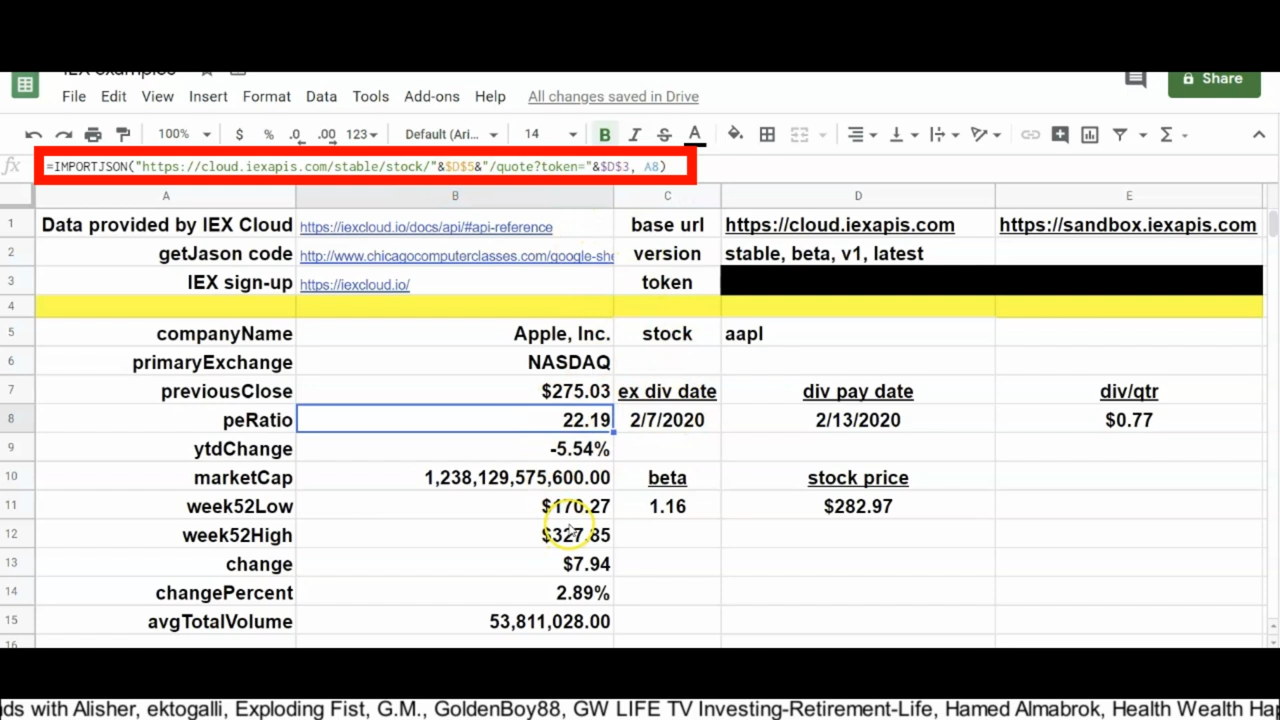 IEX examples
File Edit View Insert Format Data Tools Add-ons Help All changes saved in Drive Share
100% $ % .0 .00 123 Default (Ari... 14 B I S A Σ
fx =IMPORTJSON("https://cloud.iexapis.com/stable/stock/"&$D$5&"/quote?token="&$D$3, A8)
A B C D E
1 Data provided by IEX Cloud https://iexcloud.io/docs/api/#api-reference base url https://cloud.iexapis.com https://sandbox.iexapis.com
2 getJason code http://www.chicagocomputerclasses.com/google-she version stable, beta, v1, latest
3 IEX sign-up https://iexcloud.io/ token
4
5 companyName Apple, Inc. stock aapl
6 primaryExchange NASDAQ
7 previousClose $275.03 ex div date div pay date div/qtr
8 peRatio 22.19 2/7/2020 2/13/2020 $0.77
9 ytdChange -5.54%
10 marketCap 1,238,129,575,600.00 beta stock price
11 week52Low $170.27 1.16 $282.97
12 week52High $327.85
13 change $7.94
14 changePercent 2.89%
15 avgTotalVolume 53,811,028.00
16
nds with Alisher, ektogalli, Exploding Fist, G.M., GoldenBoy88, GW LIFE TV Investing-Retirement-Life, Hamed Almabrok, Health Wealth Hap